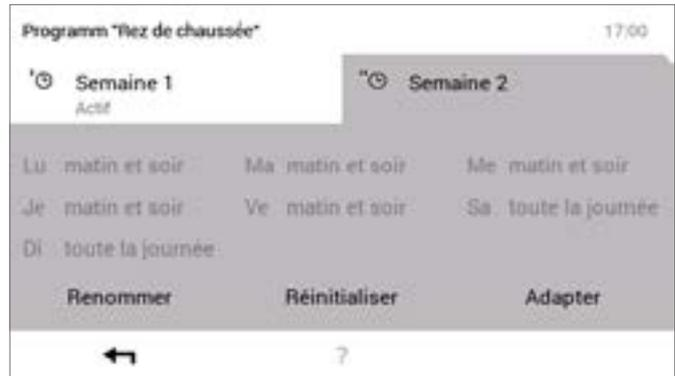 Programm "Rez de chaussée" 17:00
Semaine 1 Semaine 2
Actif
Lu matin et soir Ma matin et soir Me matin et soir
Je matin et soir Ve matin et soir Sa toute la journée
Di toute la journée
Renommer Réinitialiser Adapter
?